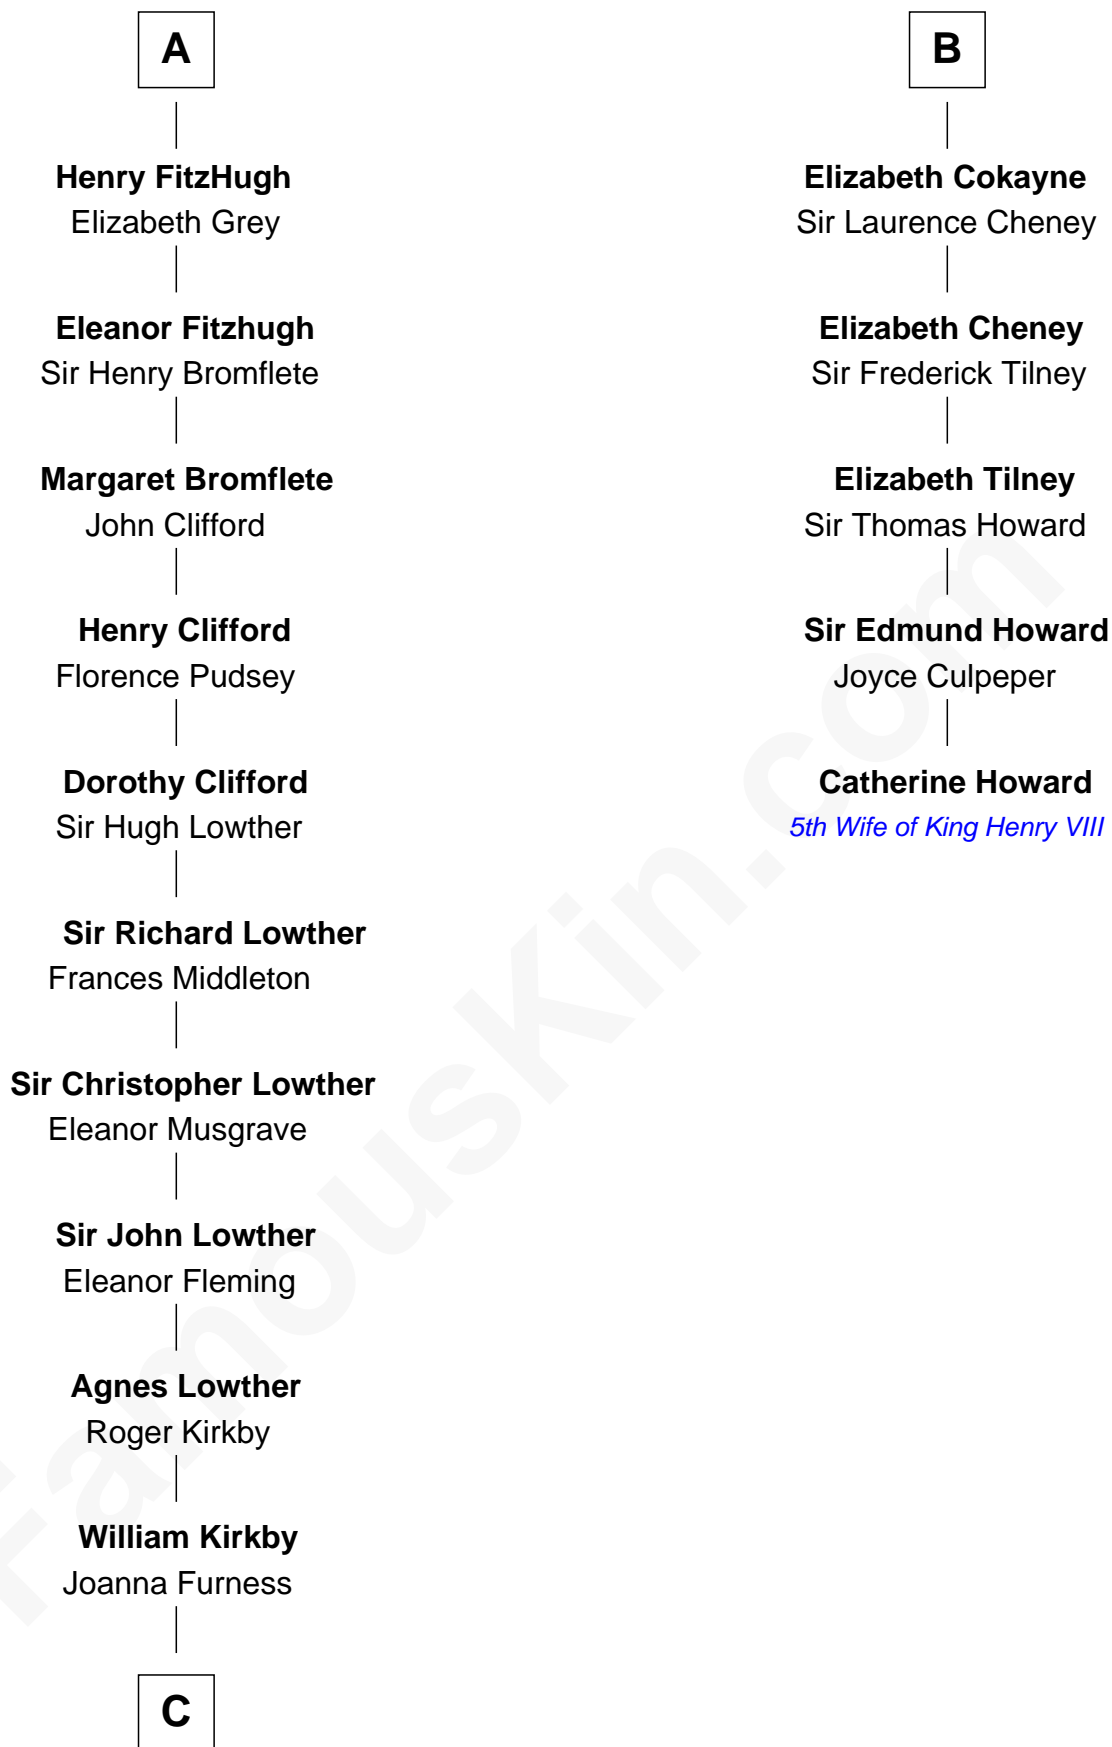 A
Henry FitzHugh
Elizabeth Grey
Eleanor Fitzhugh
Sir Henry Bromflete
Margaret Bromflete
John Clifford
Henry Clifford
Florence Pudsey
Dorothy Clifford
Sir Hugh Lowther
Sir Richard Lowther
Frances Middleton
Sir Christopher Lowther
Eleanor Musgrave
Sir John Lowther
Eleanor Fleming
Agnes Lowther
Roger Kirkby
William Kirkby
Joanna Furness
C
B
Elizabeth Cokayne
Sir Laurence Cheney
Elizabeth Cheney
Sir Frederick Tilney
Elizabeth Tilney
Sir Thomas Howard
Sir Edmund Howard
Joyce Culpeper
Catherine Howard
5th Wife of King Henry VIII
FamousKin.com